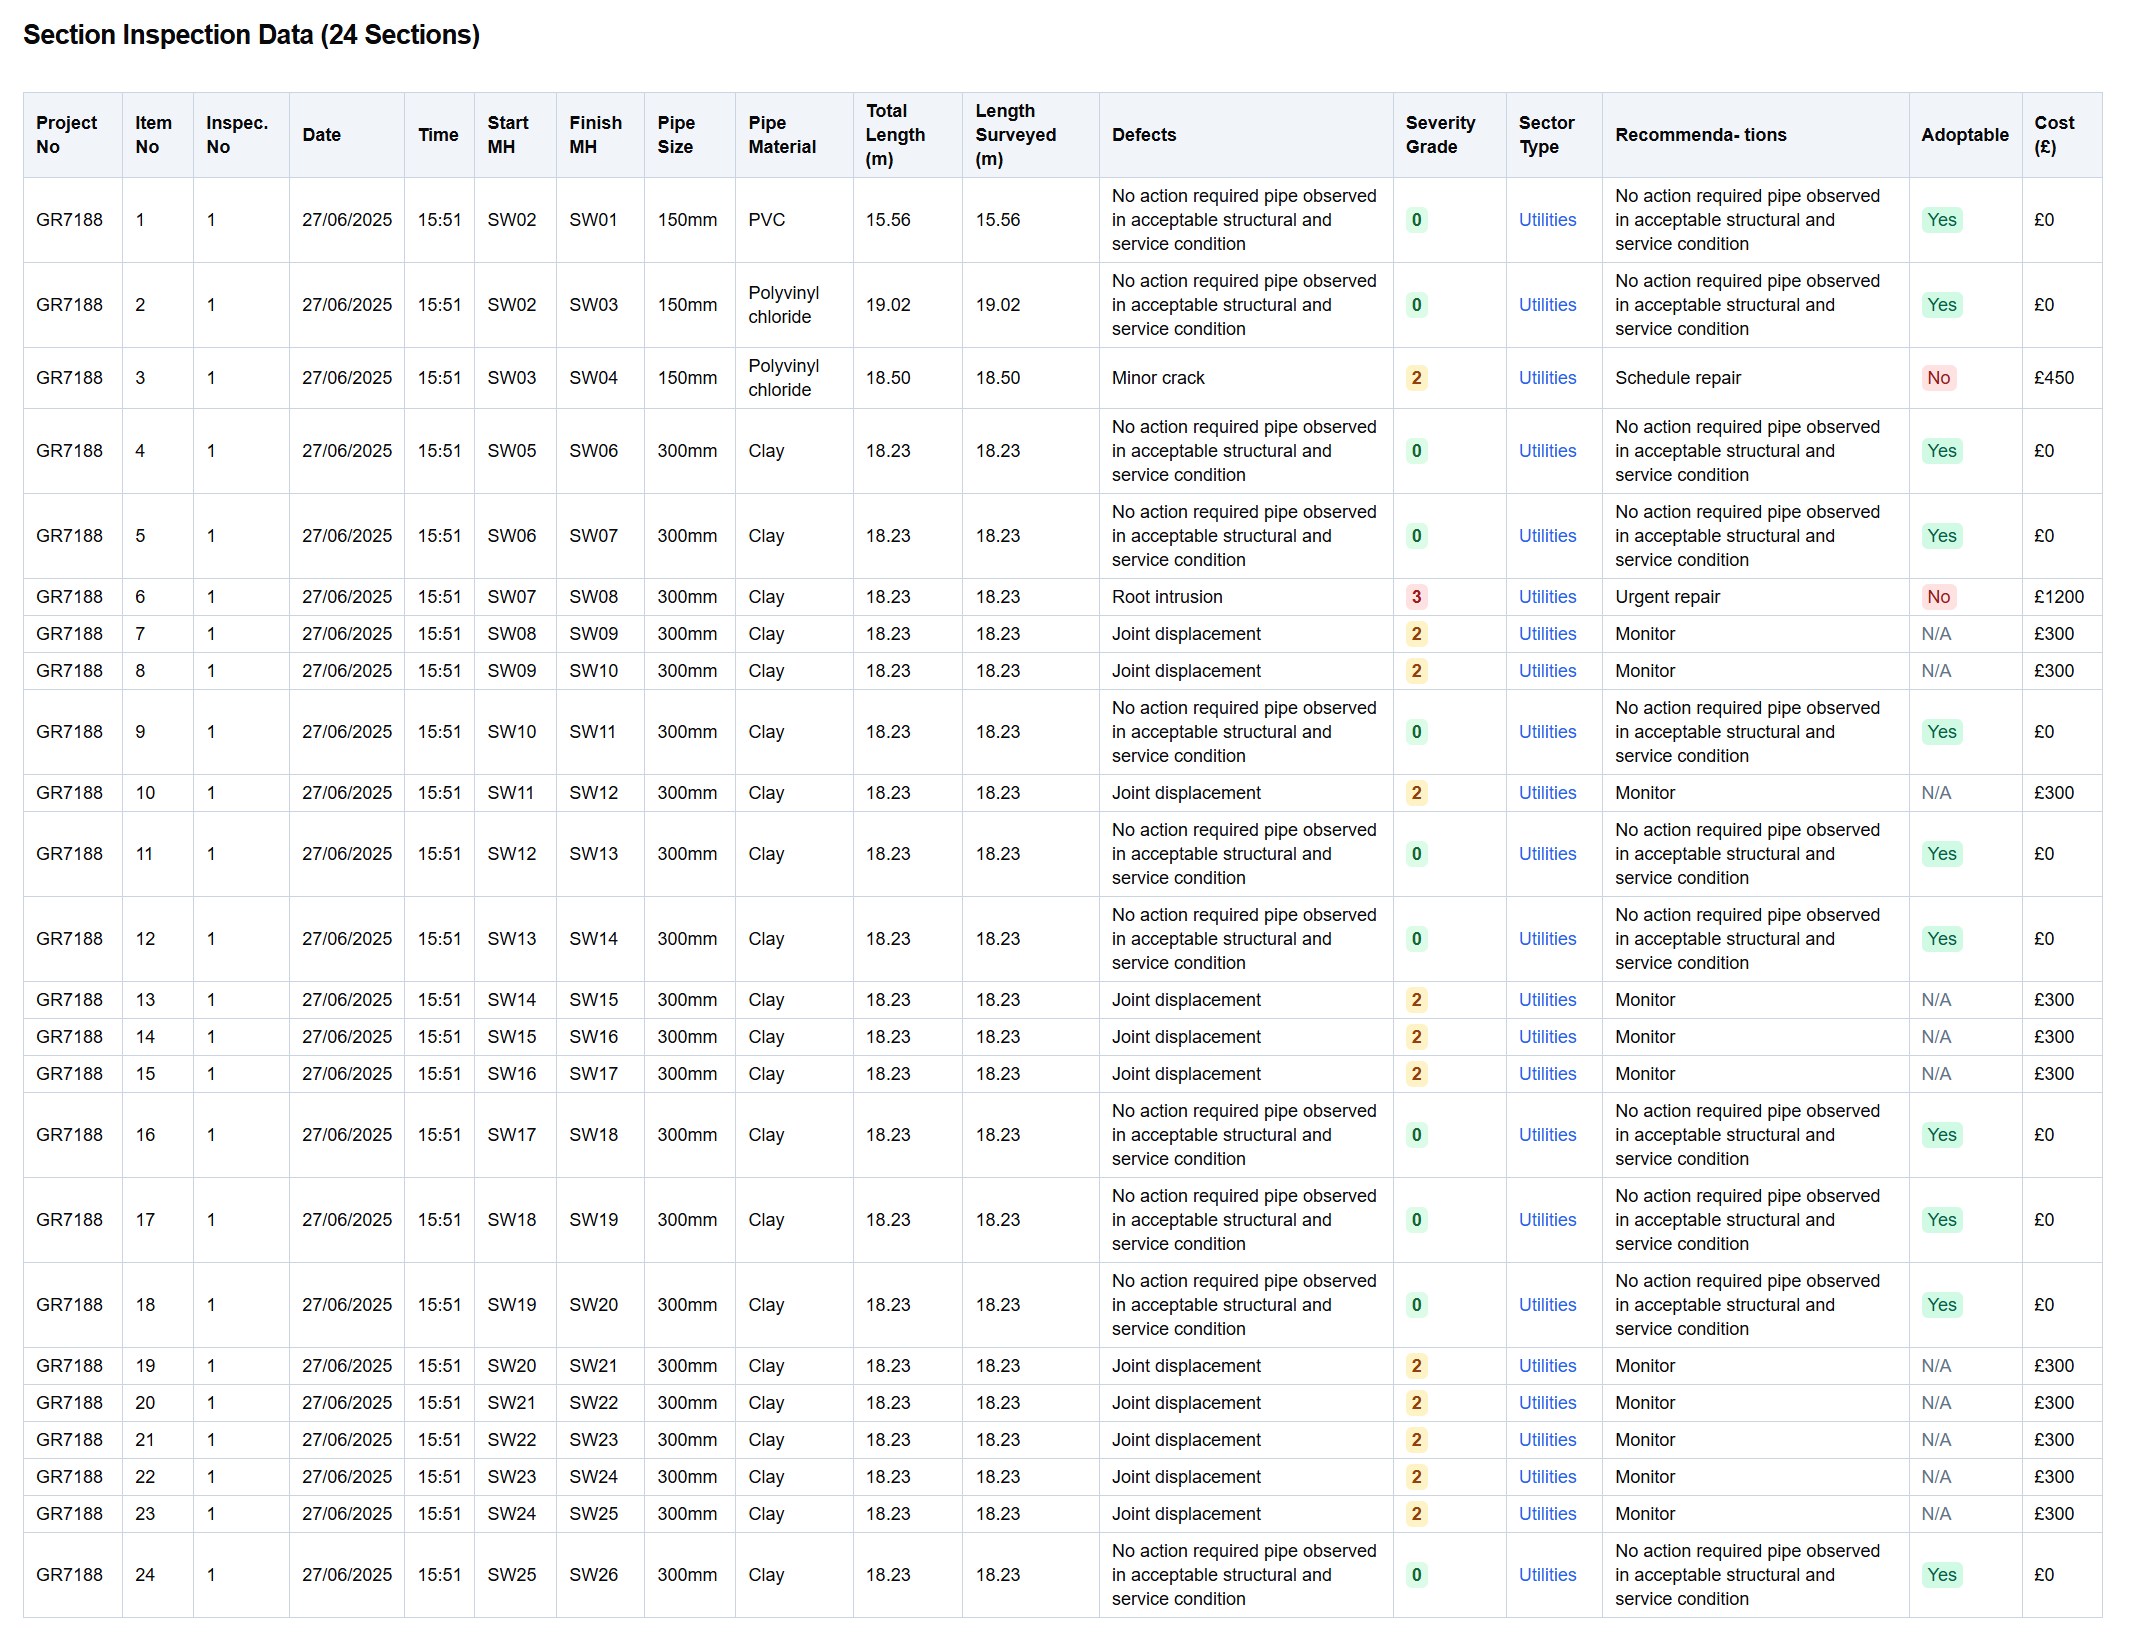 Section Inspection Data (24 Sections)
Project No | Item No | Inspec. No | Date | Time | Start MH | Finish MH | Pipe Size | Pipe Material | Total Length (m) | Length Surveyed (m) | Defects | Severity Grade | Sector Type | Recommenda- tions | Adoptable | Cost (£)
GR7188 | 1 | 1 | 27/06/2025 | 15:51 | SW02 | SW01 | 150mm | PVC | 15.56 | 15.56 | No action required pipe observed in acceptable structural and service condition | 0 | Utilities | No action required pipe observed in acceptable structural and service condition | Yes | £0
GR7188 | 2 | 1 | 27/06/2025 | 15:51 | SW02 | SW03 | 150mm | Polyvinyl chloride | 19.02 | 19.02 | No action required pipe observed in acceptable structural and service condition | 0 | Utilities | No action required pipe observed in acceptable structural and service condition | Yes | £0
GR7188 | 3 | 1 | 27/06/2025 | 15:51 | SW03 | SW04 | 150mm | Polyvinyl chloride | 18.50 | 18.50 | Minor crack | 2 | Utilities | Schedule repair | No | £450
GR7188 | 4 | 1 | 27/06/2025 | 15:51 | SW05 | SW06 | 300mm | Clay | 18.23 | 18.23 | No action required pipe observed in acceptable structural and service condition | 0 | Utilities | No action required pipe observed in acceptable structural and service condition | Yes | £0
GR7188 | 5 | 1 | 27/06/2025 | 15:51 | SW06 | SW07 | 300mm | Clay | 18.23 | 18.23 | No action required pipe observed in acceptable structural and service condition | 0 | Utilities | No action required pipe observed in acceptable structural and service condition | Yes | £0
GR7188 | 6 | 1 | 27/06/2025 | 15:51 | SW07 | SW08 | 300mm | Clay | 18.23 | 18.23 | Root intrusion | 3 | Utilities | Urgent repair | No | £1200
GR7188 | 7 | 1 | 27/06/2025 | 15:51 | SW08 | SW09 | 300mm | Clay | 18.23 | 18.23 | Joint displacement | 2 | Utilities | Monitor | N/A | £300
GR7188 | 8 | 1 | 27/06/2025 | 15:51 | SW09 | SW10 | 300mm | Clay | 18.23 | 18.23 | Joint displacement | 2 | Utilities | Monitor | N/A | £300
GR7188 | 9 | 1 | 27/06/2025 | 15:51 | SW10 | SW11 | 300mm | Clay | 18.23 | 18.23 | No action required pipe observed in acceptable structural and service condition | 0 | Utilities | No action required pipe observed in acceptable structural and service condition | Yes | £0
GR7188 | 10 | 1 | 27/06/2025 | 15:51 | SW11 | SW12 | 300mm | Clay | 18.23 | 18.23 | Joint displacement | 2 | Utilities | Monitor | N/A | £300
GR7188 | 11 | 1 | 27/06/2025 | 15:51 | SW12 | SW13 | 300mm | Clay | 18.23 | 18.23 | No action required pipe observed in acceptable structural and service condition | 0 | Utilities | No action required pipe observed in acceptable structural and service condition | Yes | £0
GR7188 | 12 | 1 | 27/06/2025 | 15:51 | SW13 | SW14 | 300mm | Clay | 18.23 | 18.23 | No action required pipe observed in acceptable structural and service condition | 0 | Utilities | No action required pipe observed in acceptable structural and service condition | Yes | £0
GR7188 | 13 | 1 | 27/06/2025 | 15:51 | SW14 | SW15 | 300mm | Clay | 18.23 | 18.23 | Joint displacement | 2 | Utilities | Monitor | N/A | £300
GR7188 | 14 | 1 | 27/06/2025 | 15:51 | SW15 | SW16 | 300mm | Clay | 18.23 | 18.23 | Joint displacement | 2 | Utilities | Monitor | N/A | £300
GR7188 | 15 | 1 | 27/06/2025 | 15:51 | SW16 | SW17 | 300mm | Clay | 18.23 | 18.23 | Joint displacement | 2 | Utilities | Monitor | N/A | £300
GR7188 | 16 | 1 | 27/06/2025 | 15:51 | SW17 | SW18 | 300mm | Clay | 18.23 | 18.23 | No action required pipe observed in acceptable structural and service condition | 0 | Utilities | No action required pipe observed in acceptable structural and service condition | Yes | £0
GR7188 | 17 | 1 | 27/06/2025 | 15:51 | SW18 | SW19 | 300mm | Clay | 18.23 | 18.23 | No action required pipe observed in acceptable structural and service condition | 0 | Utilities | No action required pipe observed in acceptable structural and service condition | Yes | £0
GR7188 | 18 | 1 | 27/06/2025 | 15:51 | SW19 | SW20 | 300mm | Clay | 18.23 | 18.23 | No action required pipe observed in acceptable structural and service condition | 0 | Utilities | No action required pipe observed in acceptable structural and service condition | Yes | £0
GR7188 | 19 | 1 | 27/06/2025 | 15:51 | SW20 | SW21 | 300mm | Clay | 18.23 | 18.23 | Joint displacement | 2 | Utilities | Monitor | N/A | £300
GR7188 | 20 | 1 | 27/06/2025 | 15:51 | SW21 | SW22 | 300mm | Clay | 18.23 | 18.23 | Joint displacement | 2 | Utilities | Monitor | N/A | £300
GR7188 | 21 | 1 | 27/06/2025 | 15:51 | SW22 | SW23 | 300mm | Clay | 18.23 | 18.23 | Joint displacement | 2 | Utilities | Monitor | N/A | £300
GR7188 | 22 | 1 | 27/06/2025 | 15:51 | SW23 | SW24 | 300mm | Clay | 18.23 | 18.23 | Joint displacement | 2 | Utilities | Monitor | N/A | £300
GR7188 | 23 | 1 | 27/06/2025 | 15:51 | SW24 | SW25 | 300mm | Clay | 18.23 | 18.23 | Joint displacement | 2 | Utilities | Monitor | N/A | £300
GR7188 | 24 | 1 | 27/06/2025 | 15:51 | SW25 | SW26 | 300mm | Clay | 18.23 | 18.23 | No action required pipe observed in acceptable structural and service condition | 0 | Utilities | No action required pipe observed in acceptable structural and service condition | Yes | £0